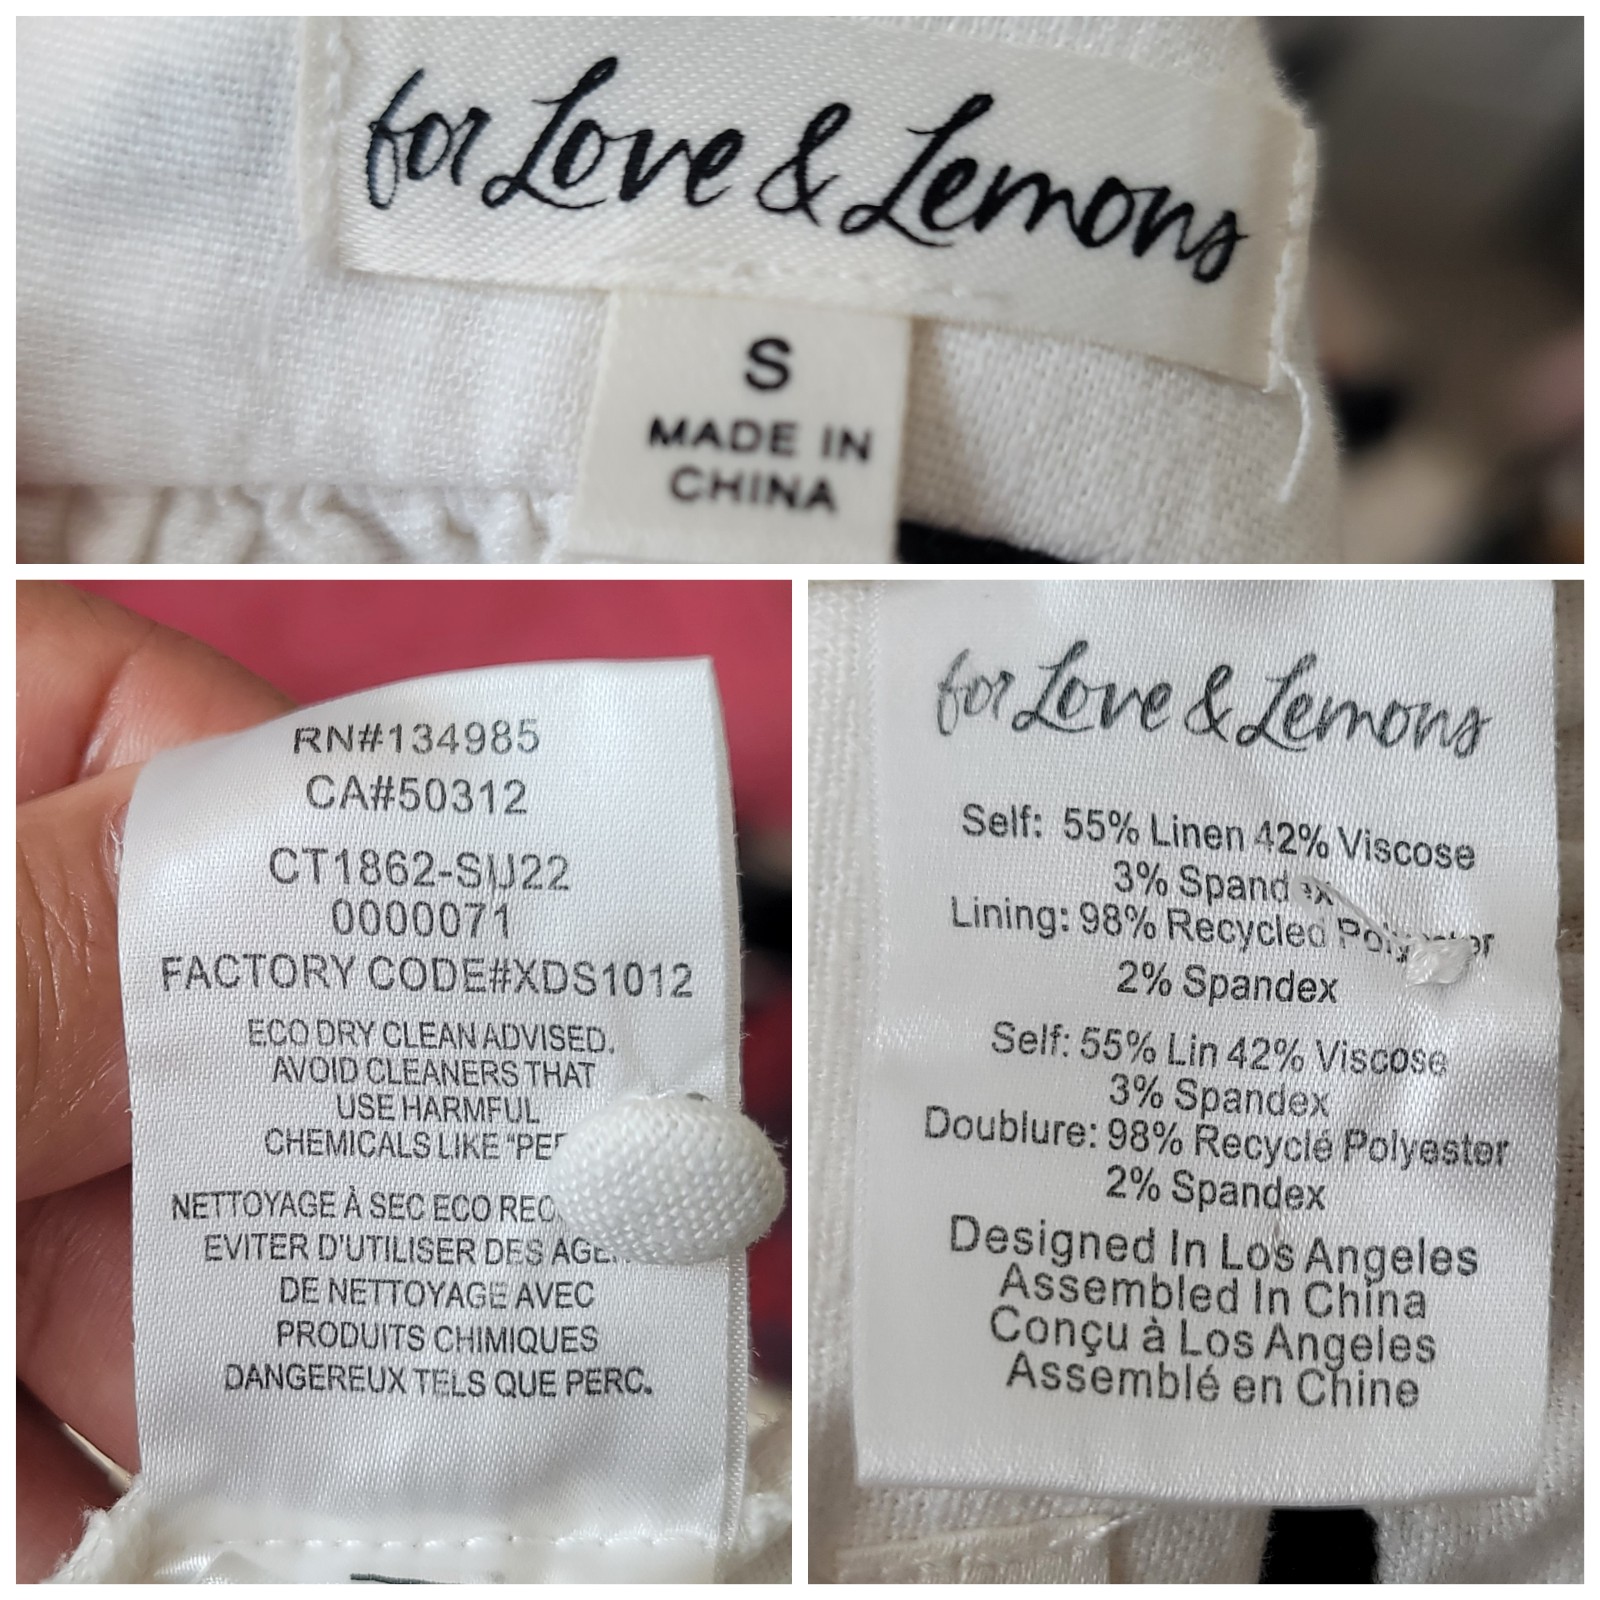 for Love & Lemons
S
MADE IN
CHINA
RN#134985
CA#50312
CT1862-SU22
0000071
FACTORY CODE#XDS1012
ECO DRY CLEAN ADVISED.
AVOID CLEANERS THAT
USE HARMFUL
CHEMICALS LIKE
NETTOYAGE À SEC ECO
EVITER D'UTILISER DES
DE NETTOYAGE AVEC
PRODUITS CHIMIQUES
DANGEREUX TELS QUE PERC.
for Love & Lemons
Self: 55% Linen 42% Viscose
3% Spandex
Lining: 98% Recycled Polyester
2% Spandex
Self: 55% Lin 42% Viscose
3% Spandex
Doublure: 98% Recyclé Polyester
2% Spandex
Designed In Los Angeles
Assembled In China
Conçu à Los Angeles
Assemblé en Chine